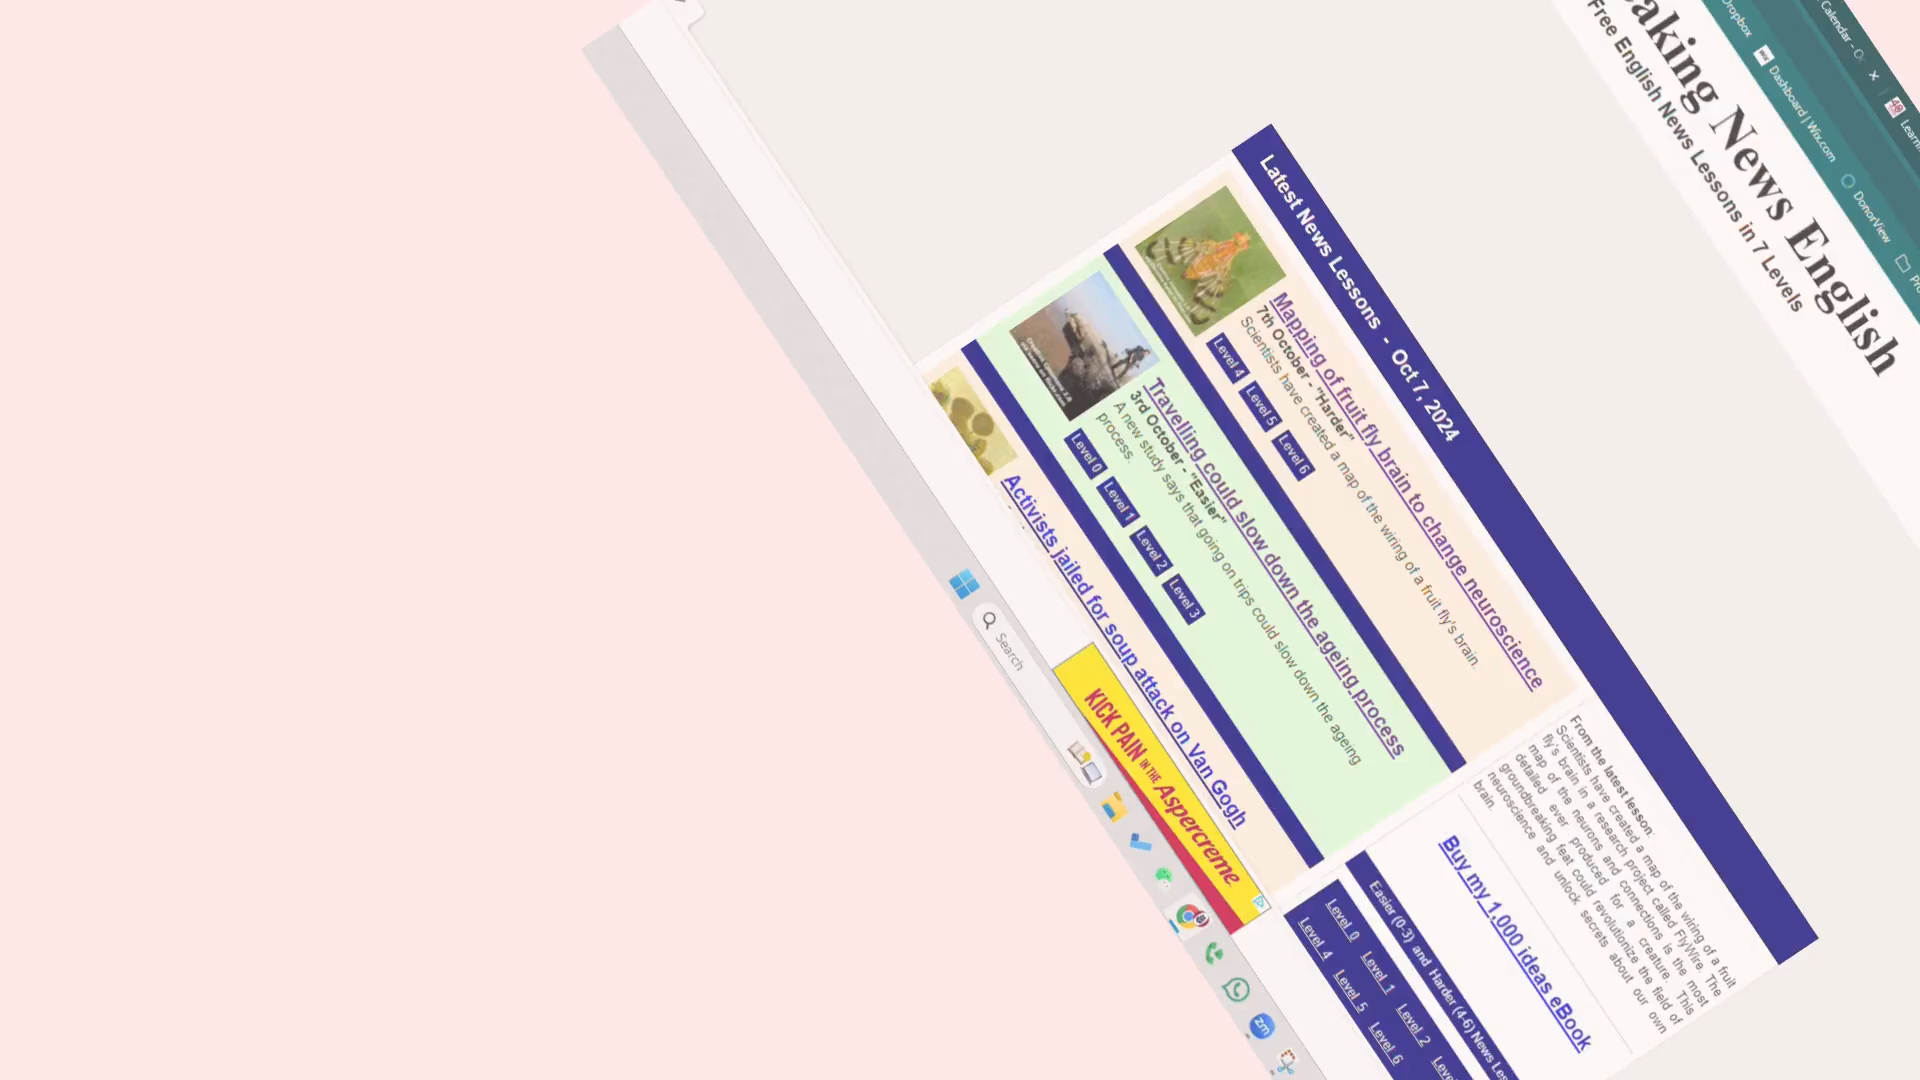 Calendar - O
Learn
Dropbox
Dashboard | Wix.com
DonorView
aking News English
Free English News Lessons in 7 Levels
Latest News Lessons - Oct 7, 2024
Mapping of fruit fly brain to change neuroscience
7th October - "Harder"
Scientists have created a map of the wiring of a fruit fly's brain.
Level 4 Level 5 Level 6
Travelling could slow down the ageing process
3rd October - "Easier"
A new study says that going on trips could slow down the ageing
process.
Level 0 Level 1 Level 2 Level 3
Activists jailed for soup attack on Van Gogh
From the latest lesson:
Scientists have created a map of the wiring of a fruit
fly's brain in a research project called FlyWire. The
map of the neurons and connections is the most
detailed ever produced for a creature. This
groundbreaking feat could revolutionize the field of
neuroscience and unlock secrets about our own
brain.
Buy my 1,000 ideas eBook
Easier (0-3) and Harder (4-6) News Les
Level 0 Level 1 Level 2 Leve
Level 4 Level 5 Level 6
KICK PAIN IN THE Aspercreme
Search
zm